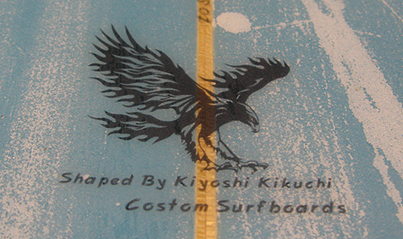 Shaped By Kiyoshi Kikuchi
Costom Surfboards